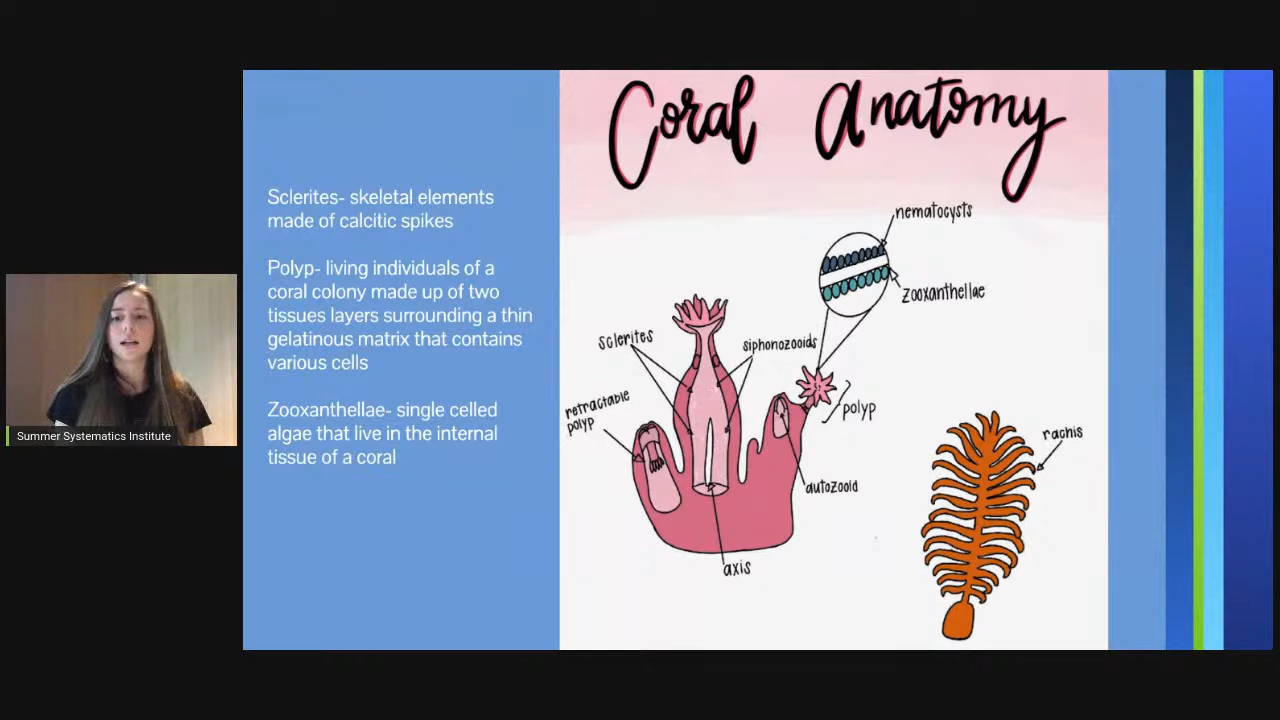 Coral Anatomy
Sclerites- skeletal elements
made of calcitic spikes
Polyp- living individuals of a
coral colony made up of two
tissues layers surrounding a thin
gelatinous matrix that contains
various cells
Zooxanthellae- single celled
algae that live in the internal
tissue of a coral
nematocysts
zooxanthellae
sclerites
siphonozooids
retractable
polyp
polyp
autozooid
axis
rachis
Summer Systematics Institute